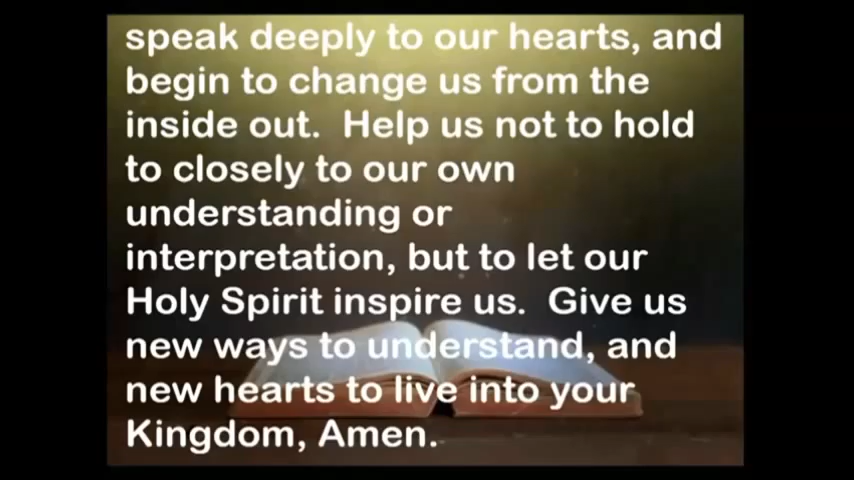 speak deeply to our hearts, and
begin to change us from the
inside out.  Help us not to hold
to closely to our own
understanding or
interpretation, but to let our
Holy Spirit inspire us.  Give us
new ways to understand, and
new hearts to live into your
Kingdom, Amen.